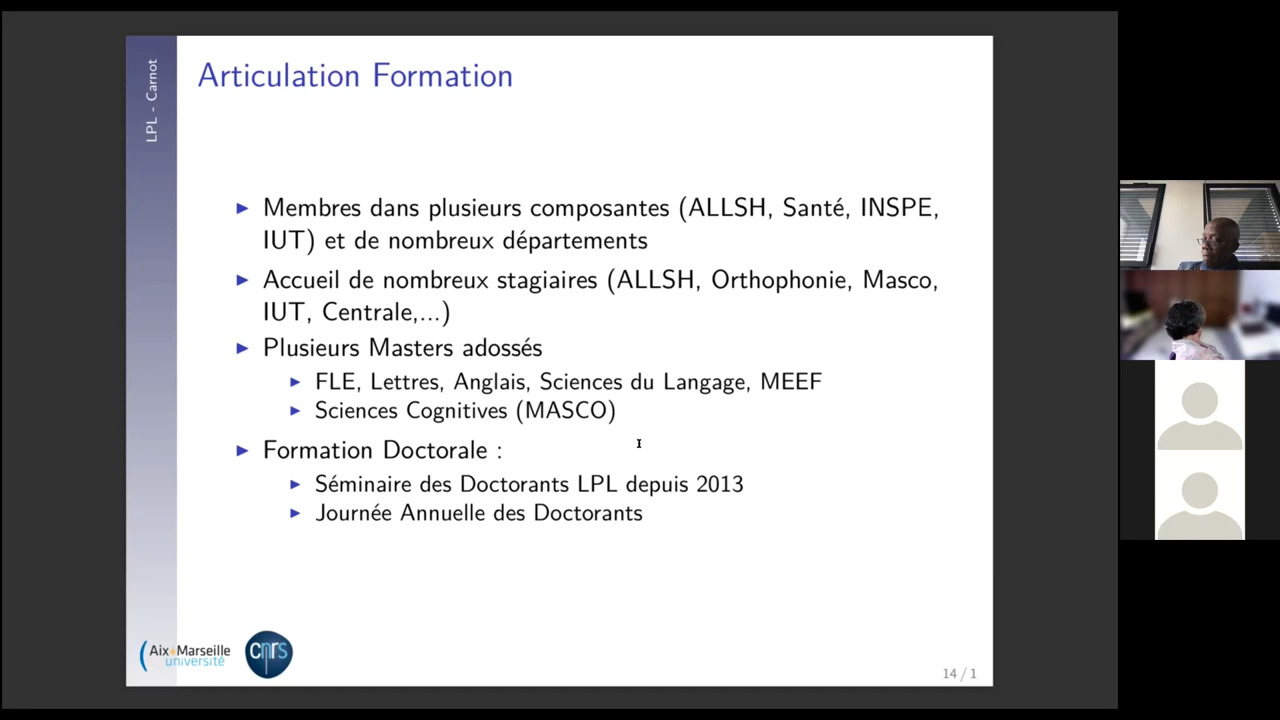 LPL - Carnot
Articulation Formation
Membres dans plusieurs composantes (ALLSH, Santé, INSPE,
IUT) et de nombreux départements
Accueil de nombreux stagiaires (ALLSH, Orthophonie, Masco,
IUT, Centrale,...)
Plusieurs Masters adossés
FLE, Lettres, Anglais, Sciences du Langage, MEEF
Sciences Cognitives (MASCO)
Formation Doctorale :
Séminaire des Doctorants LPL depuis 2013
Journée Annuelle des Doctorants
Aix+Marseille
université
cnrs
14 / 1